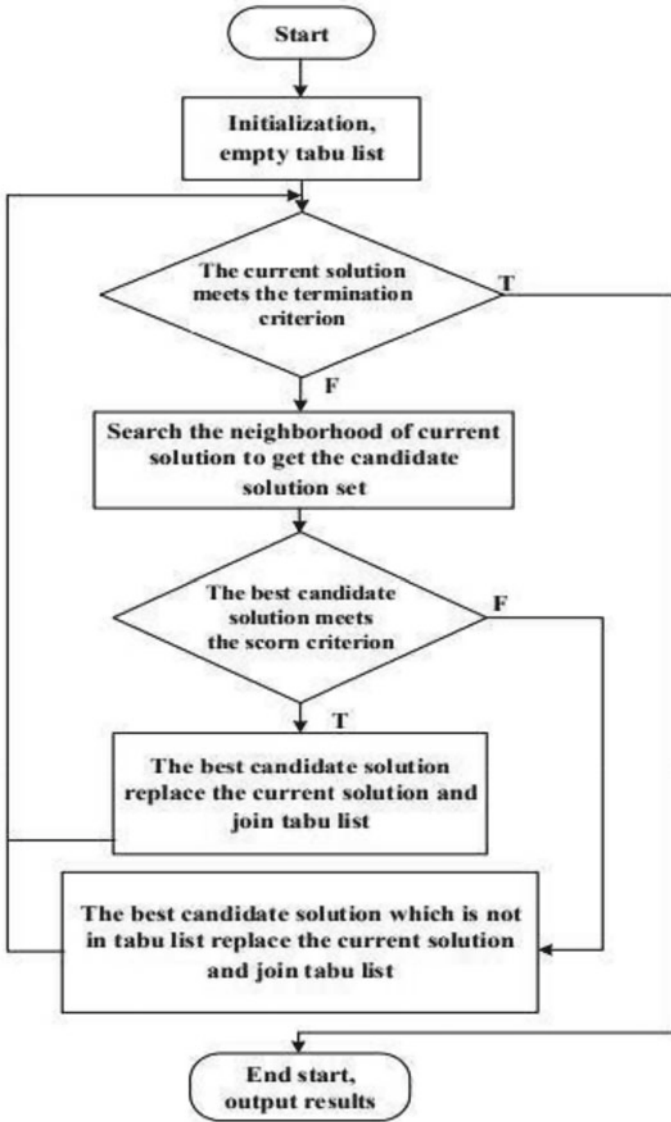 Start
Initialization,
empty tabu list
The current solution
meets the termination
criterion
T
F
Search the neighborhood of current
solution to get the candidate
solution set
The best candidate
solution meets
the scorn criterion
F
T
The best candidate solution
replace the current solution and
join tabu list
The best candidate solution which is not
in tabu list replace the current solution
and join tabu list
End start,
output results